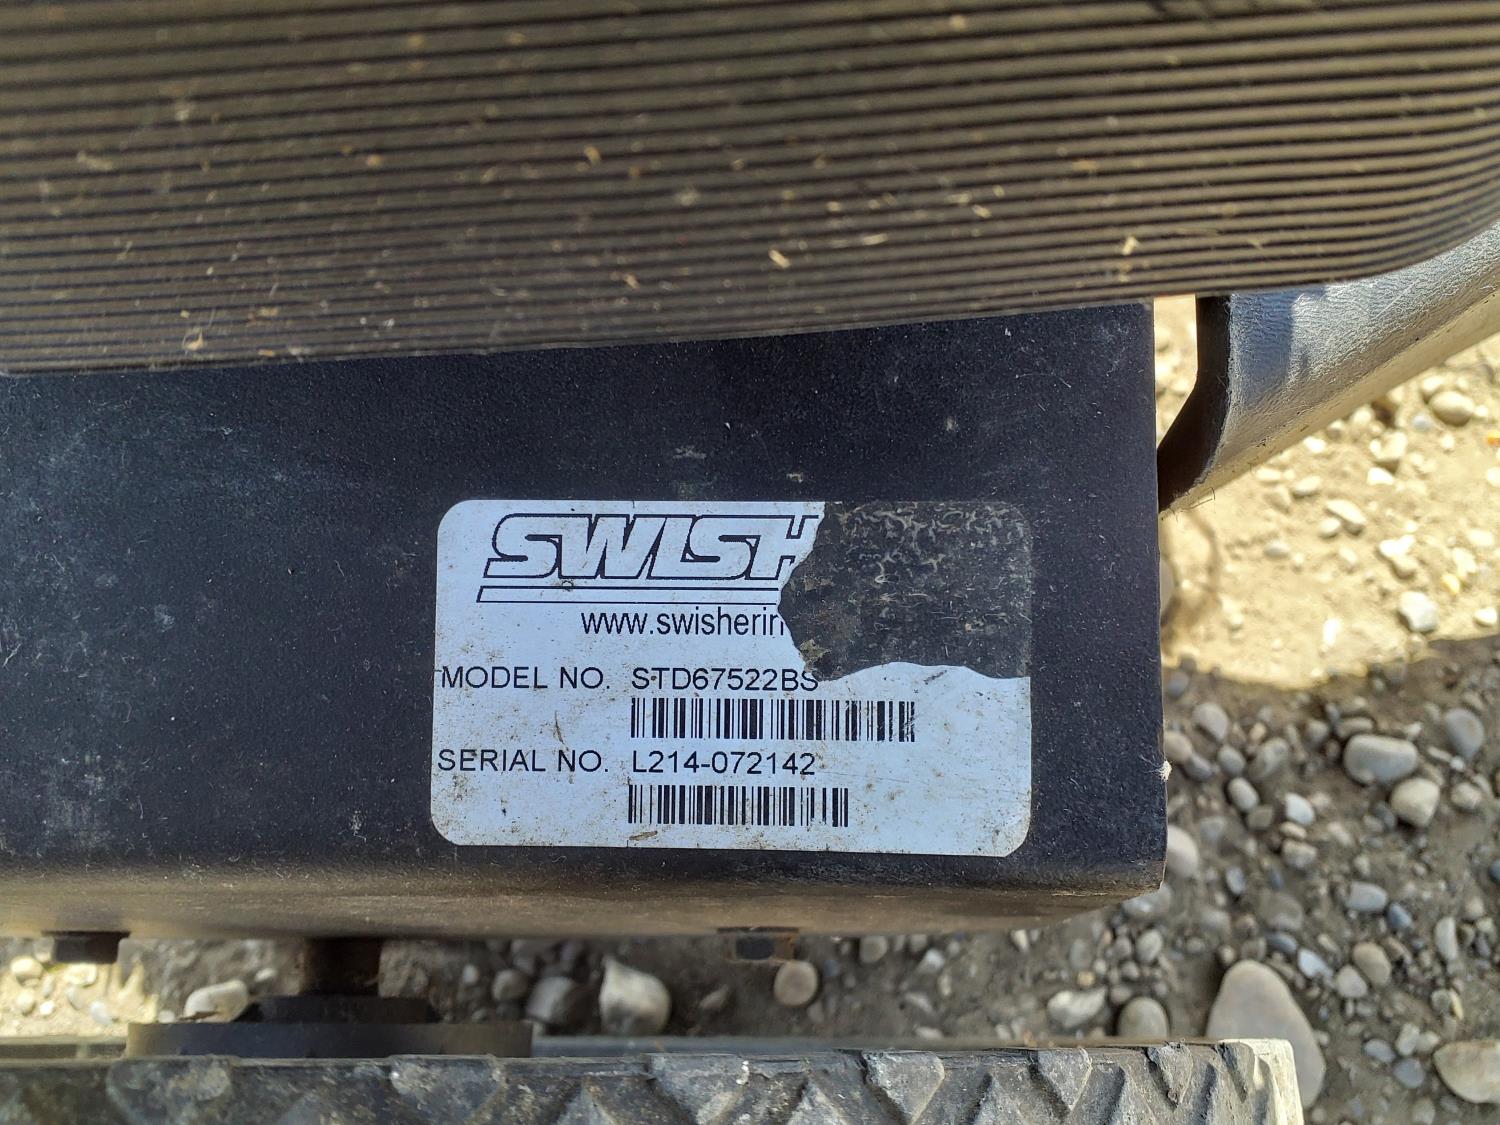 SWISH
www.swisherin
MODEL NO. STD67522BS
SERIAL NO. L214-072142